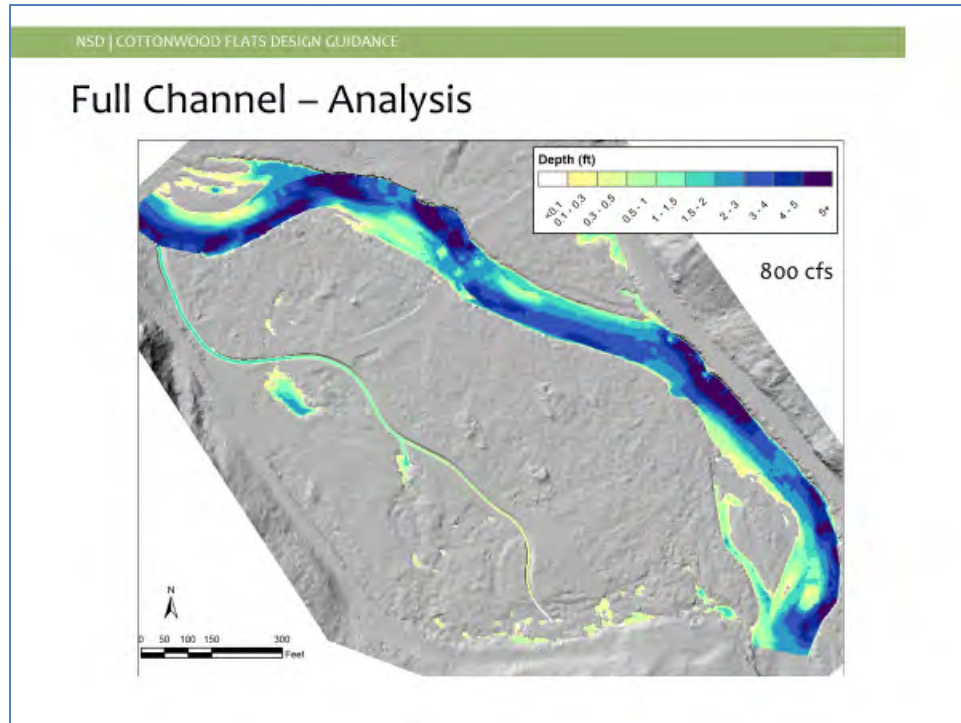 NSD | COTTONWOOD FLATS DESIGN GUIDANCE
Full Channel – Analysis
Depth (ft)
<0.1
0.1 - 0.3
0.3 - 0.5
0.5 - 1
1 - 1.5
1.5 - 2
2 - 3
3 - 4
4 - 5
5+
800 cfs
N
0 50 100 150 300
Feet